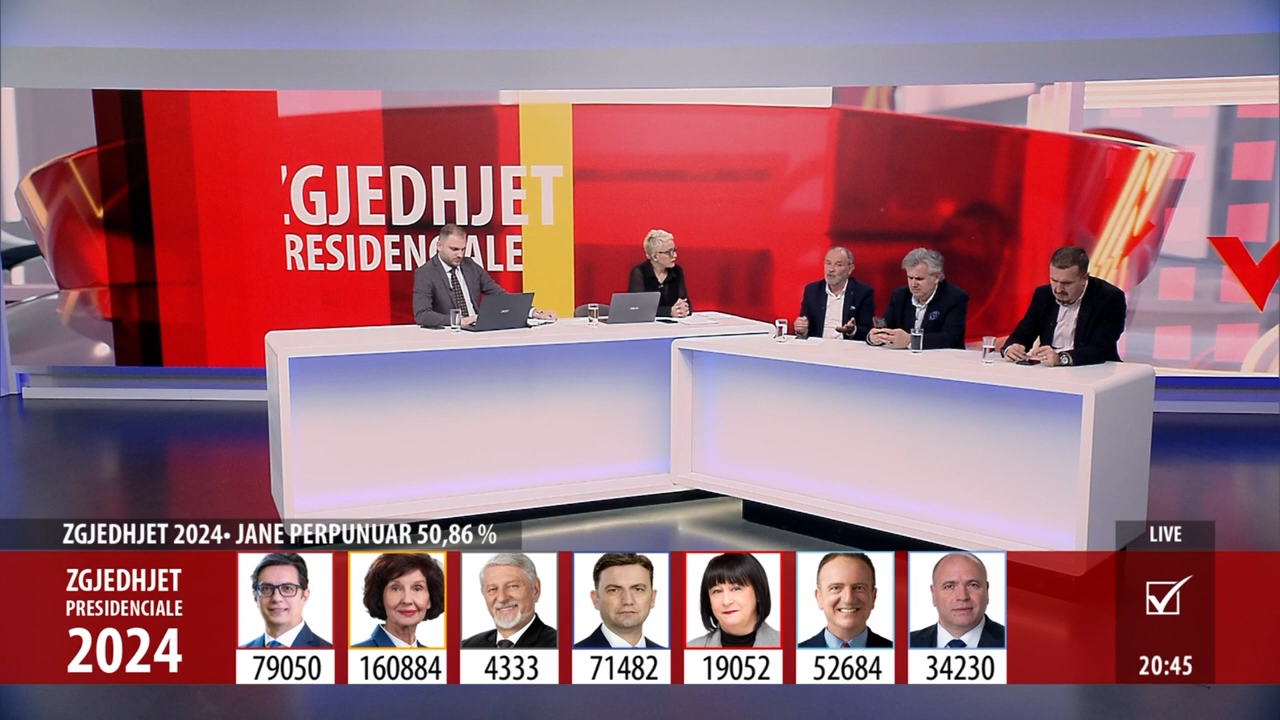 ZGJEDHJET
RESIDENCIALE
ZGJEDHJET 2024• JANE PERPUNUAR 50,86 %
LIVE
ZGJEDHJET
PRESIDENCIALE
2024
79050
160884
4333
71482
19052
52684
34230
20:45